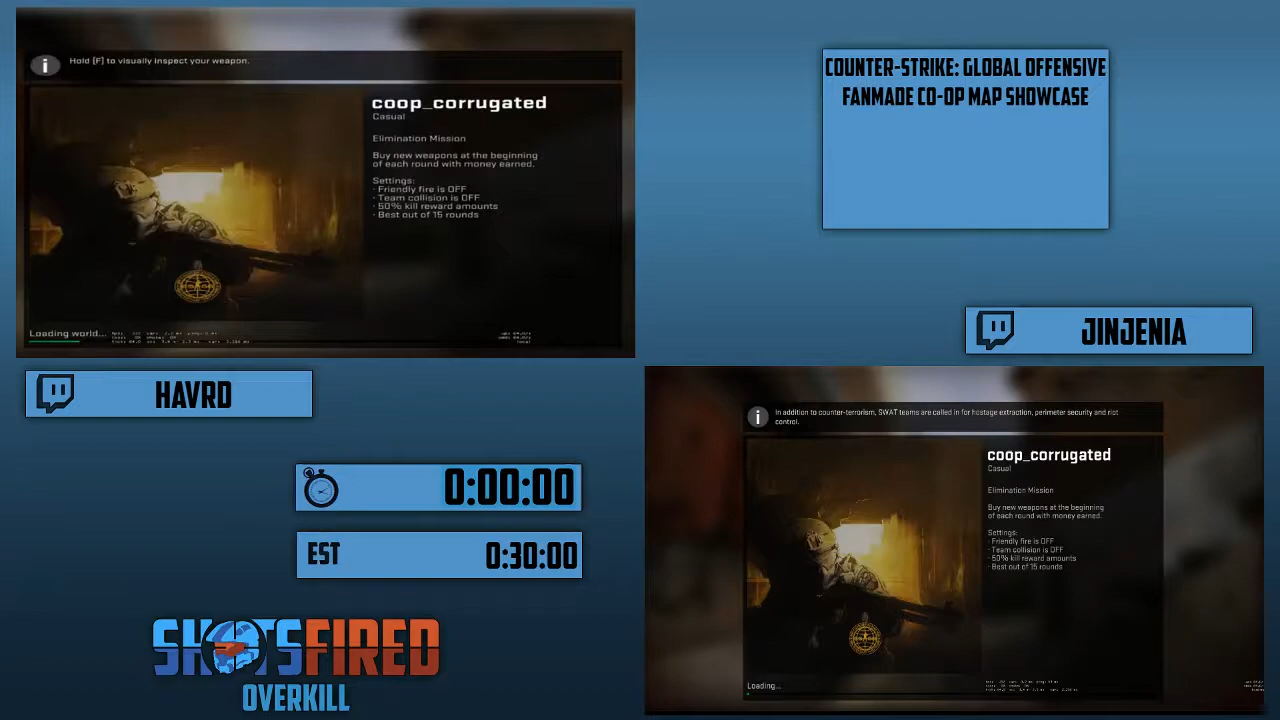 Hold [F] to visually inspect your weapon.
coop_corrugated
Casual
Elimination Mission
Buy new weapons at the beginning
of each round with money earned.
Settings:
· Friendly fire is OFF
· Team collision is OFF
· 50% kill reward amounts
· Best out of 15 rounds
Loading world...
COUNTER-STRIKE: GLOBAL OFFENSIVE
FANMADE CO-OP MAP SHOWCASE
JINJENIA
HAVRD
In addition to counter-terrorism, SWAT teams are called in for hostage extraction, perimeter security and riot
control.
coop_corrugated
Casual
Elimination Mission
Buy new weapons at the beginning
of each round with money earned.
Settings:
· Friendly fire is OFF
· Team collision is OFF
· 50% kill reward amounts
· Best out of 15 rounds
Loading...
0:00:00
EST 0:30:00
SHOTSFIRED
OVERKILL